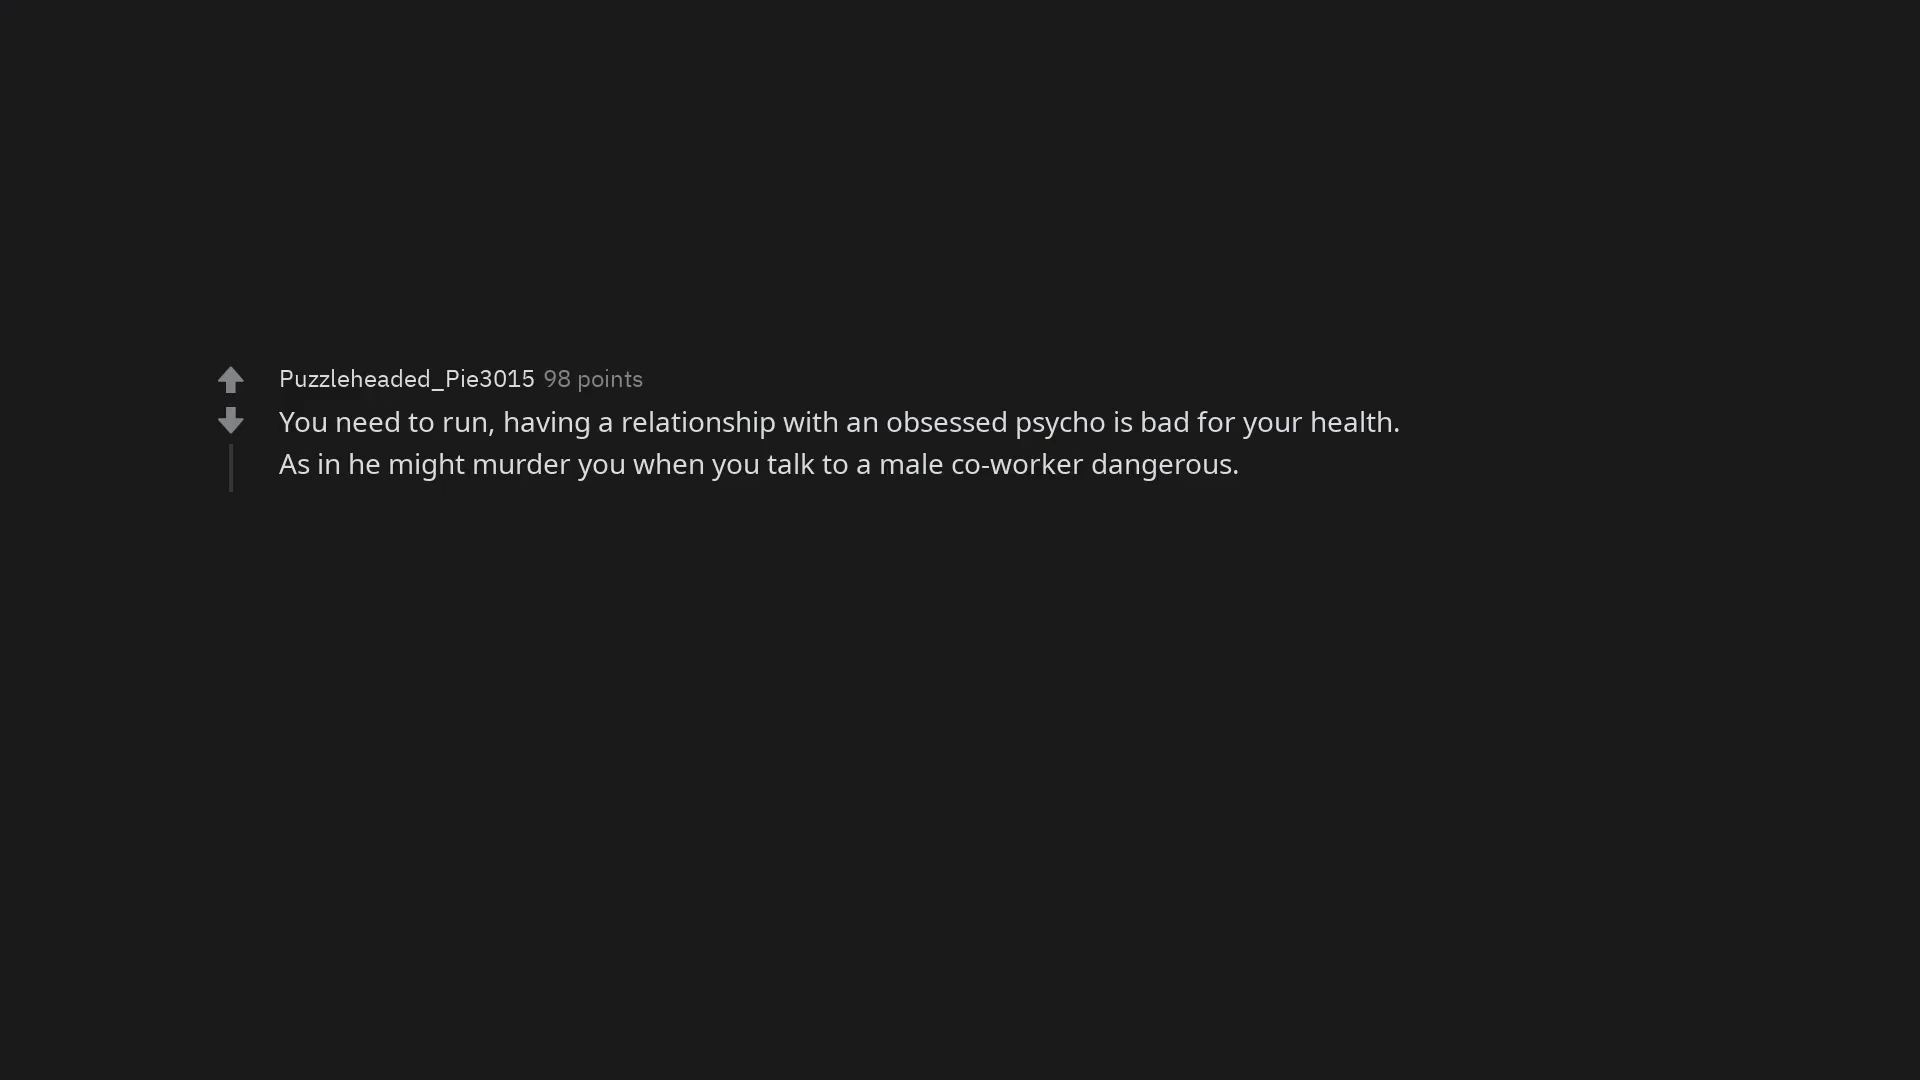 Puzzleheaded_Pie3015 98 points
You need to run, having a relationship with an obsessed psycho is bad for your health.
As in he might murder you when you talk to a male co-worker dangerous.